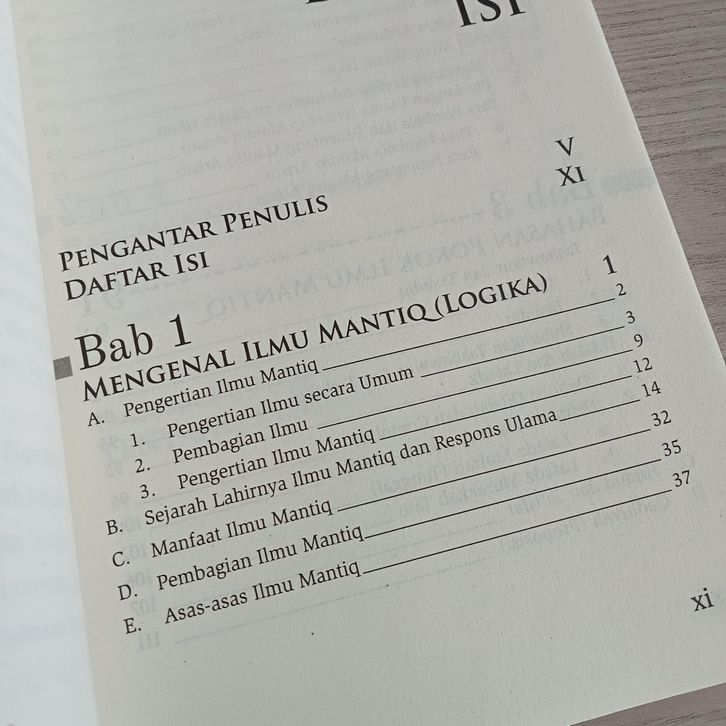 ISI
PENGANTAR PENULIS V
DAFTAR ISI XI
Bab 1
MENGENAL ILMU MANTIQ (LOGIKA) 1
A. Pengertian Ilmu Mantiq 2
1. Pengertian Ilmu secara Umum 3
2. Pembagian Ilmu 9
3. Pengertian Ilmu Mantiq 12
B. Sejarah Lahirnya Ilmu Mantiq dan Respons Ulama 14
C. Manfaat Ilmu Mantiq 32
D. Pembagian Ilmu Mantiq 35
E. Asas-asas Ilmu Mantiq 37
xi